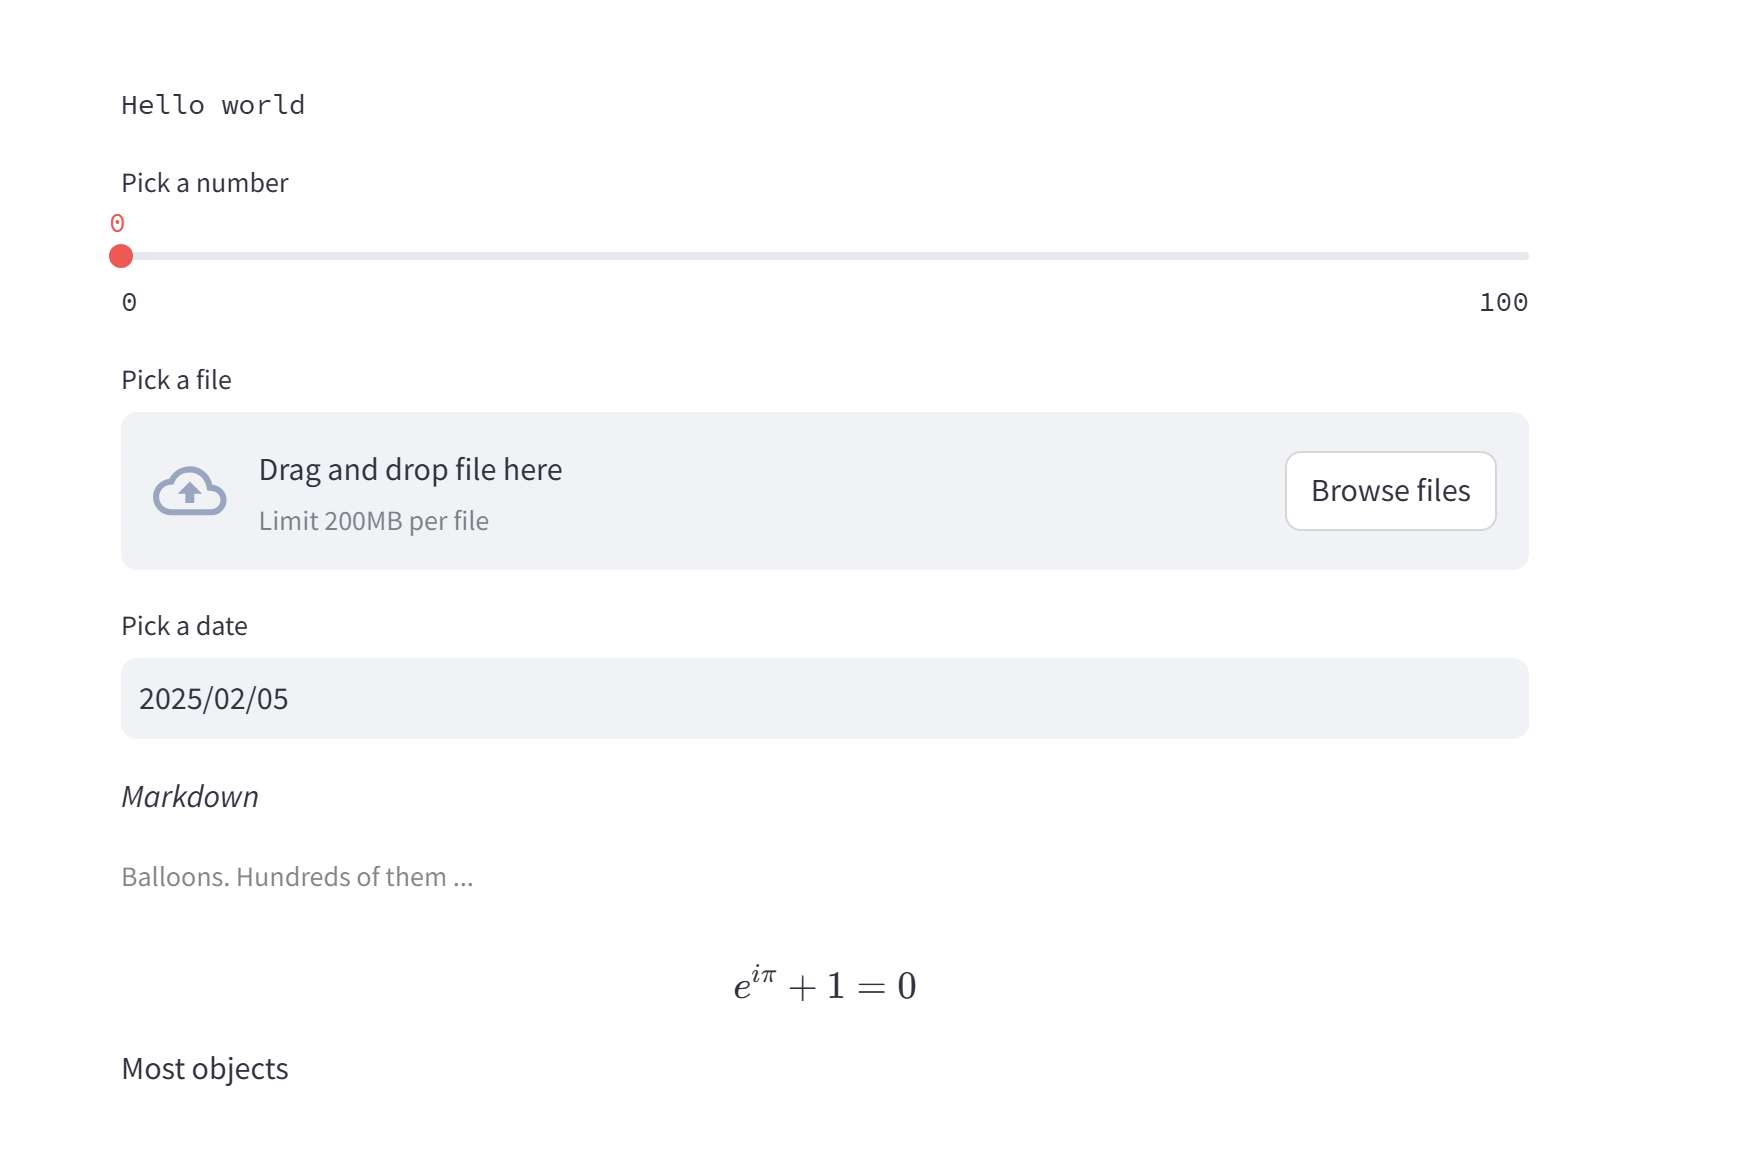 Hello world
Pick a number
0
0 100
Pick a file
Drag and drop file here
Limit 200MB per file
Browse files
Pick a date
2025/02/05
Markdown
Balloons. Hundreds of them ...
e^{iπ} + 1 = 0
Most objects